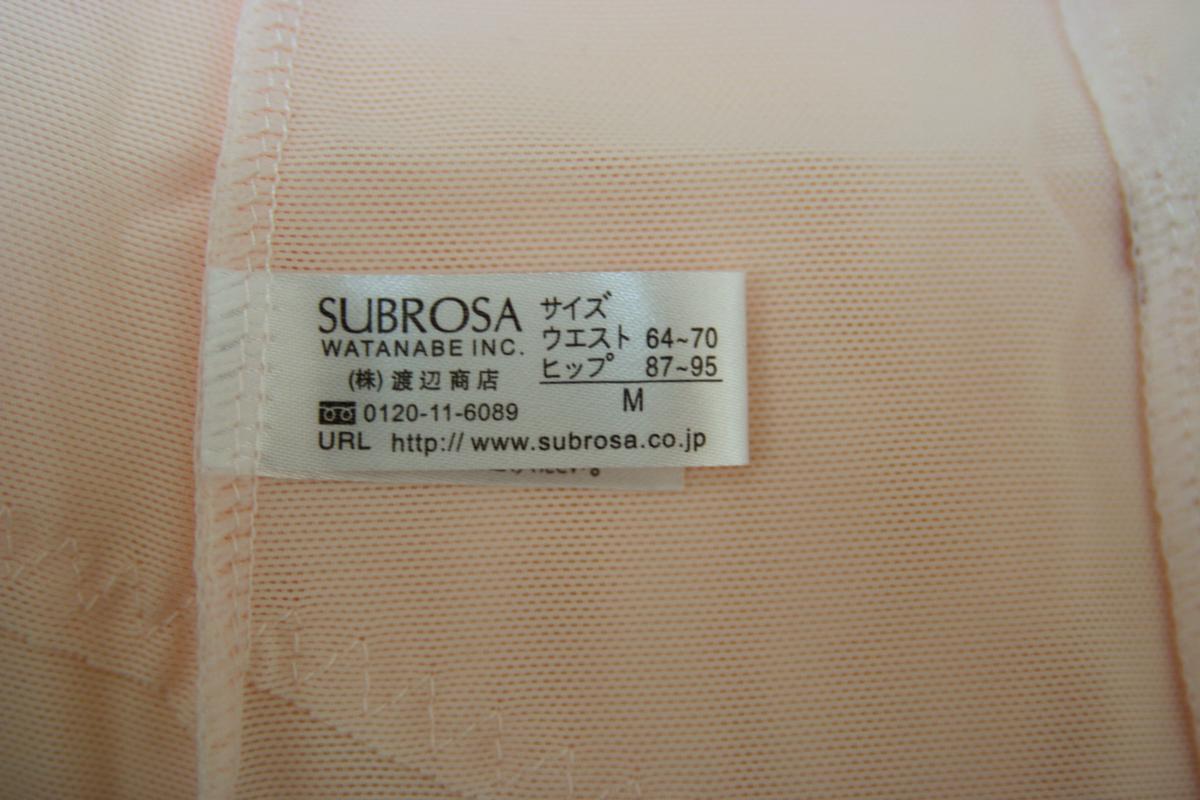 SUBROSA
WATANABE INC.
(株)渡辺商店
0120-11-6089
URL http:// www.subrosa.co.jp
サイズ
ウエスト 64~70
ヒップ 87~95
M